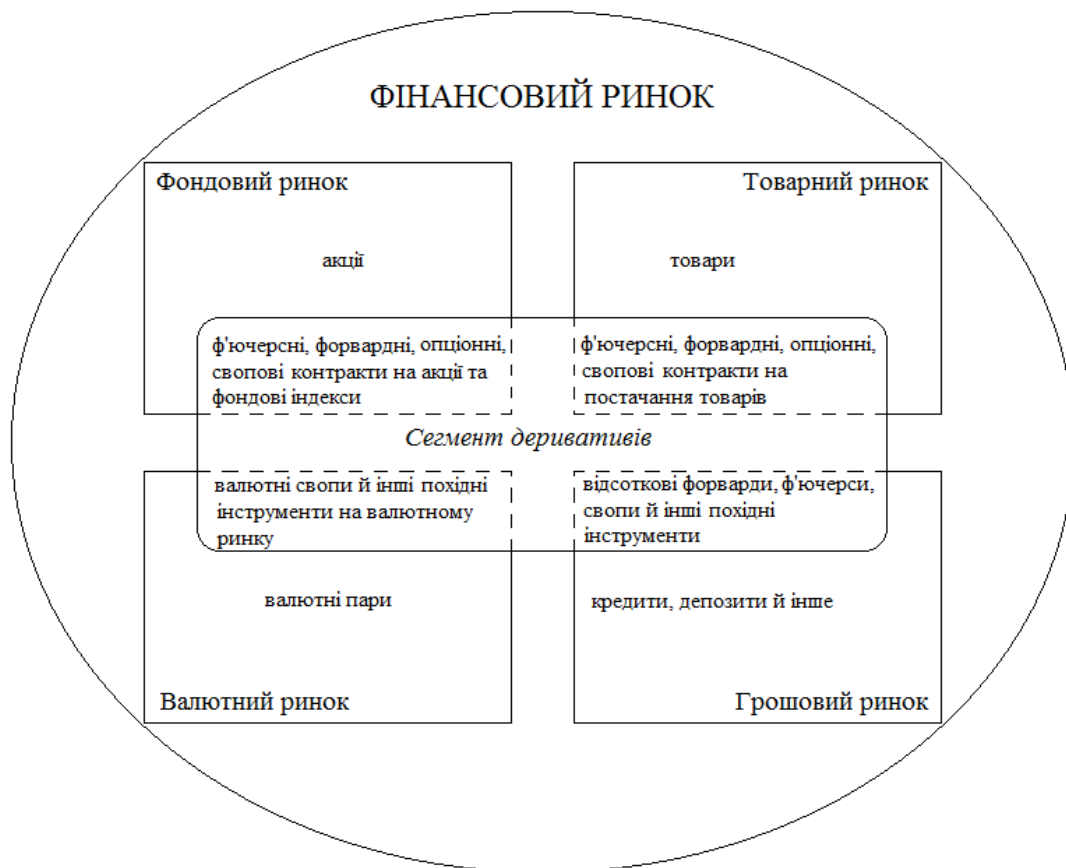 ФІНАНСОВИЙ РИНОК
Фондовий ринок
акції
ф'ючерсні, форвардні, опціонні,
свопові контракти на акції та
фондові індекси
Товарний ринок
товари
ф'ючерсні, форвардні, опціонні,
свопові контракти на
постачання товарів
Сегмент деривативів
валютні свопи й інші похідні
інструменти на валютному
ринку
валютні пари
Валютний ринок
відсоткові форварди, ф'ючерси,
свопи й інші похідні
інструменти
кредити, депозити й інше
Грошовий ринок